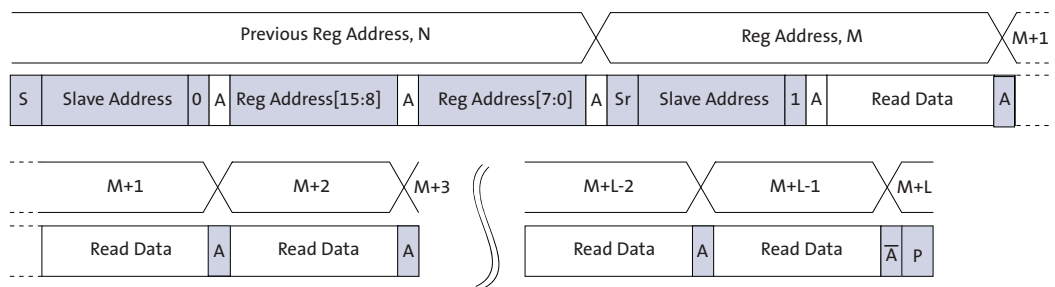 Previous Reg Address, N Reg Address, M M+1
S Slave Address 0 A Reg Address[15:8] A Reg Address[7:0] A Sr Slave Address 1 A Read Data A
M+1 M+2 M+3 M+L-2 M+L-1 M+L
Read Data A Read Data A Read Data A Read Data A̅ P